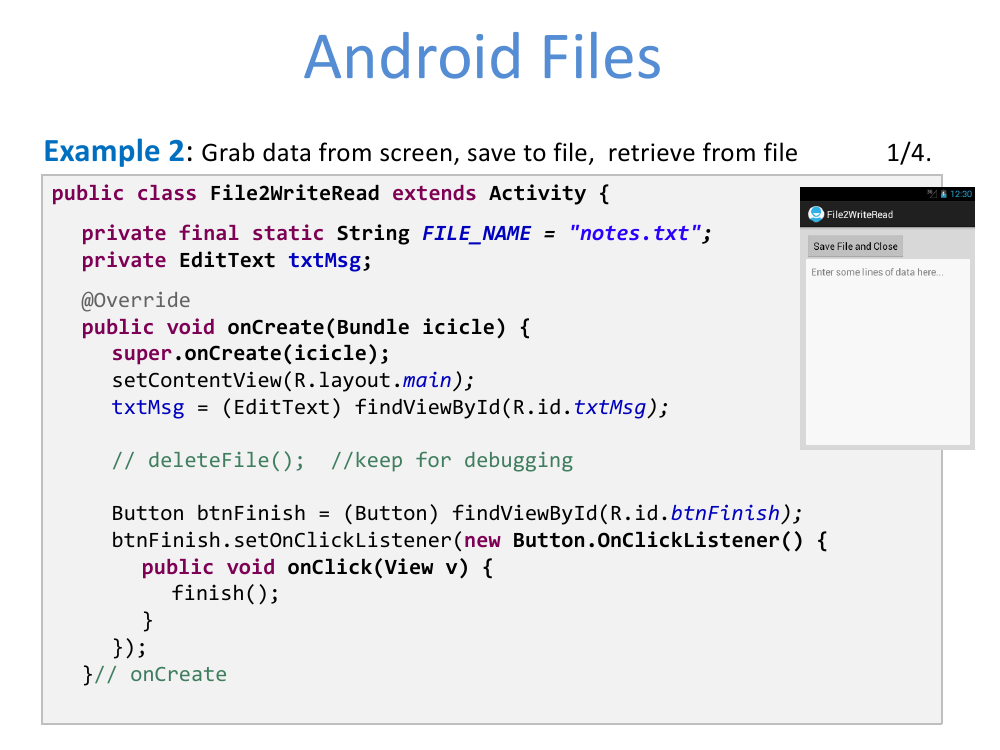 Android Files
Example 2: Grab data from screen, save to file, retrieve from file 1/4.
public class File2WriteRead extends Activity {
private final static String FILE_NAME = "notes.txt";
private EditText txtMsg;
@Override
public void onCreate(Bundle icicle) {
super.onCreate(icicle);
setContentView(R.layout.main);
txtMsg = (EditText) findViewById(R.id.txtMsg);
// deleteFile(); //keep for debugging
Button btnFinish = (Button) findViewById(R.id.btnFinish);
btnFinish.setOnClickListener(new Button.OnClickListener() {
public void onClick(View v) {
finish();
}
});
}// onCreate
12:30
File2WriteRead
Save File and Close
Enter some lines of data here...